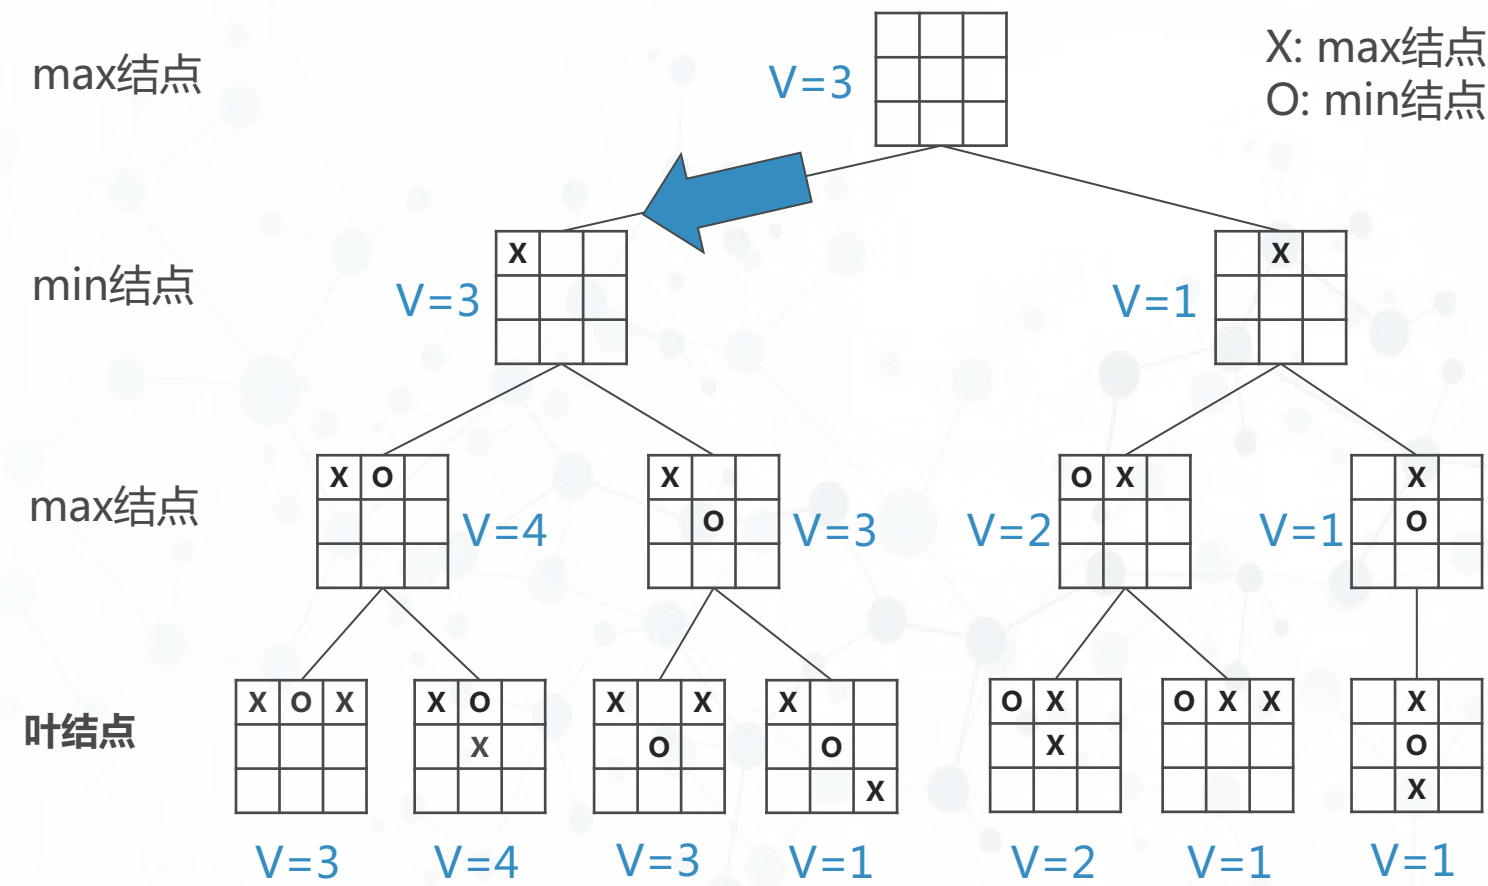 max结点
V=3
X: max结点
O: min结点
min结点
X
V=3
X
V=1
max结点
X O
O
V=4
X
O
V=3
O X
V=2
X
O
V=1
叶结点
X O X
X O
X
X X
O
X
O
X
O X
X
O X X
X
O
X
V=3
V=4
V=3
V=1
V=2
V=1
V=1